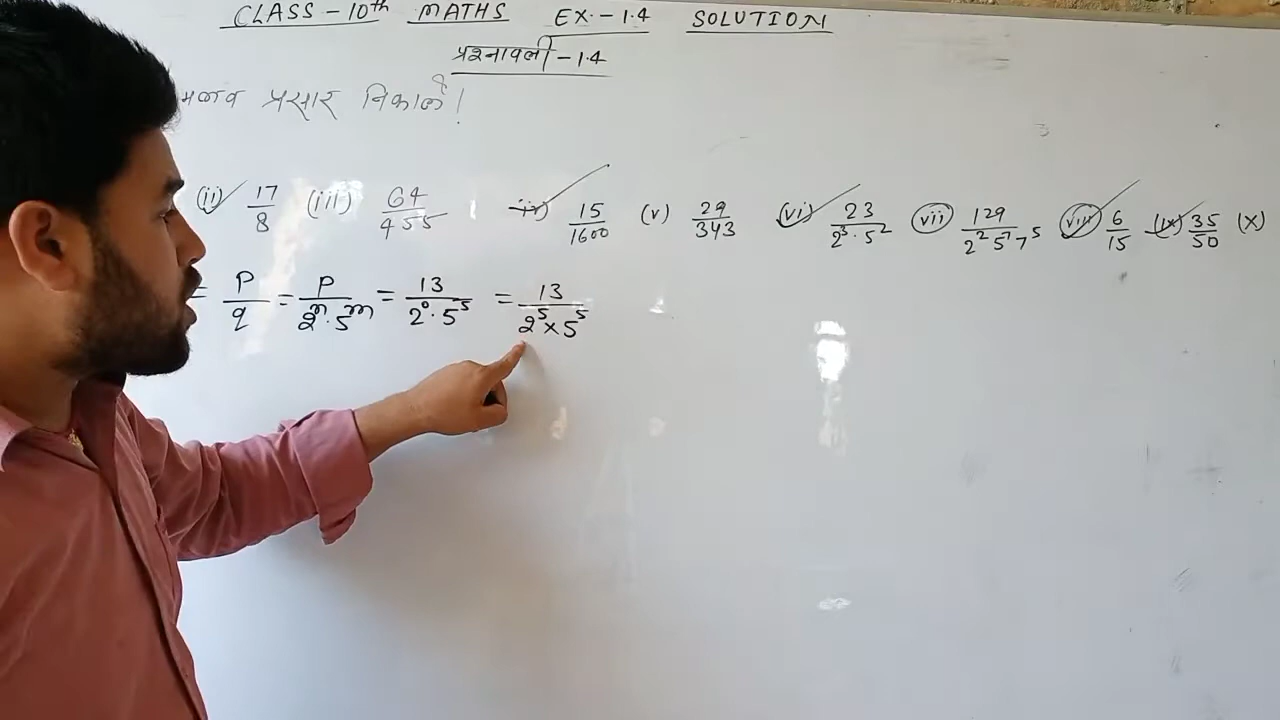 CLASS - 10th MATHS EX.- 1.4 SOLUTION
प्रश्नावली - 1.4
प्रसार निकालें!
(ii) 17/8 (iii) 64/455 (iv) 15/1600 (v) 29/343 (vi) 23/2³·5² (vii) 129/2²5⁷7⁵ (viii) 6/15 (ix) 35/50 (x)
= p/q = p/2ⁿ·5ᵐ = 13/2⁰·5⁵ = 13/2⁵×5⁵